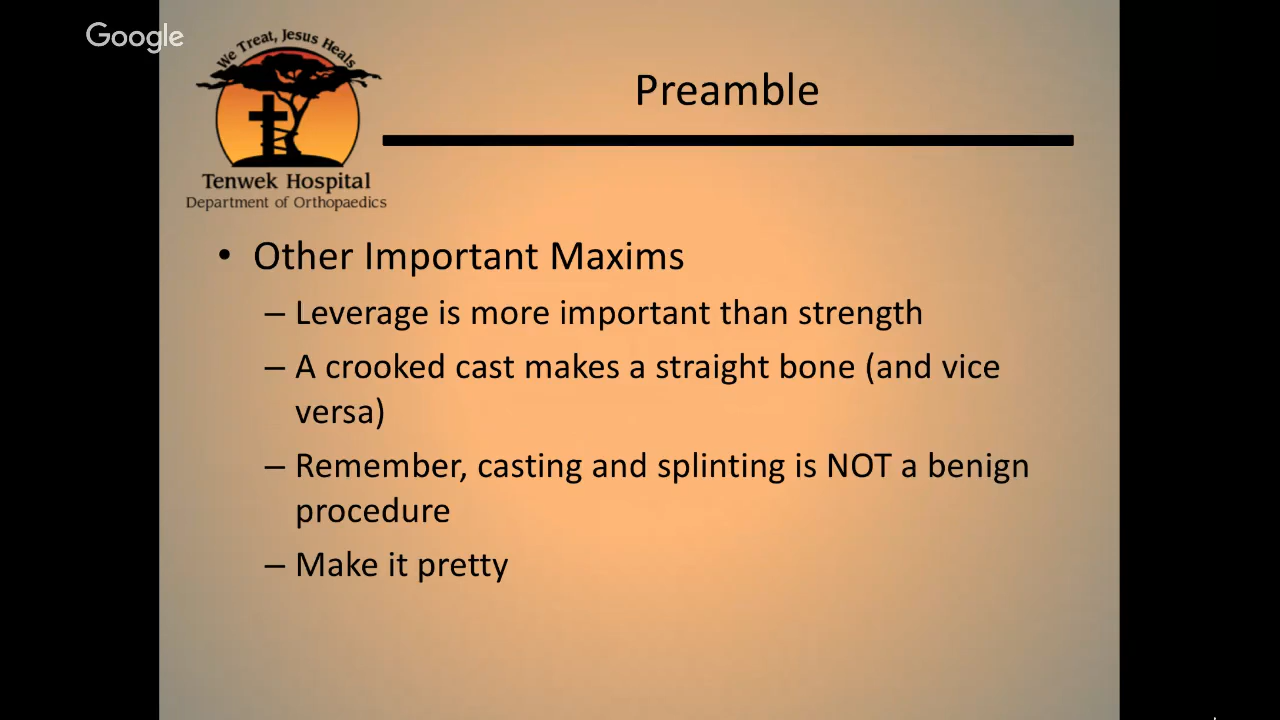 Google
We Treat, Jesus Heals
Tenwek Hospital
Department of Orthopaedics
Preamble
• Other Important Maxims
– Leverage is more important than strength
– A crooked cast makes a straight bone (and vice
versa)
– Remember, casting and splinting is NOT a benign
procedure
– Make it pretty